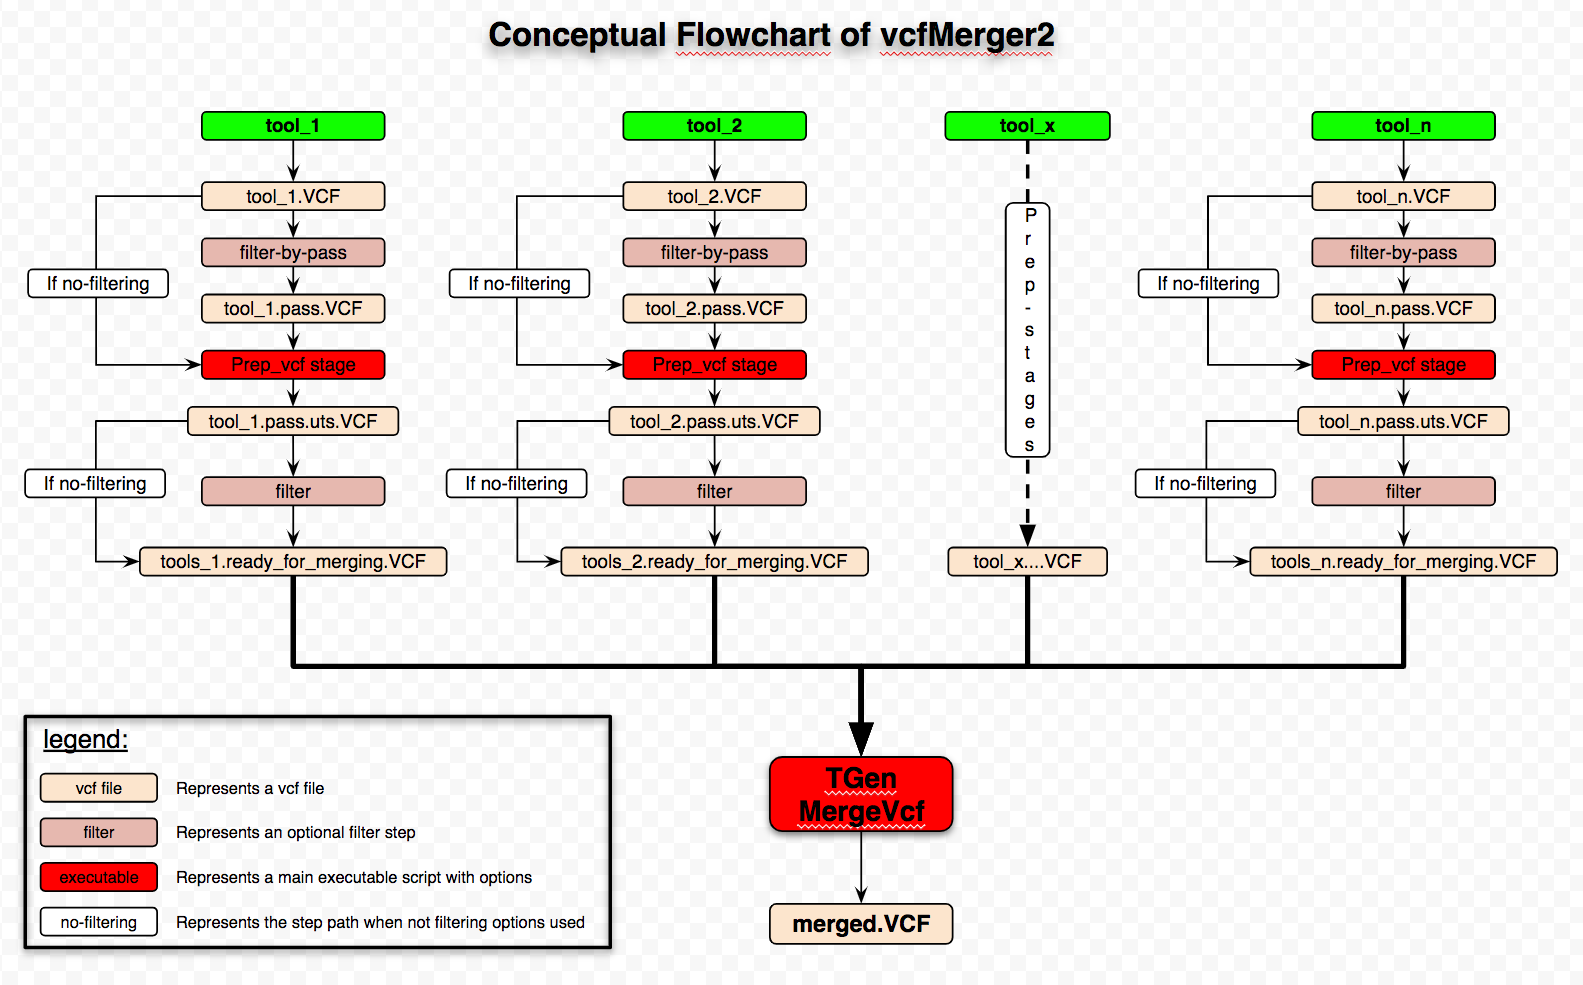 Conceptual Flowchart of vcfMerger2
tool_1
tool_2
tool_x
tool_n
tool_1.VCF
filter-by-pass
If no-filtering
tool_1.pass.VCF
Prep_vcf stage
tool_1.pass.uts.VCF
If no-filtering
filter
tools_1.ready_for_merging.VCF
tool_2.VCF
filter-by-pass
If no-filtering
tool_2.pass.VCF
Prep_vcf stage
tool_2.pass.uts.VCF
If no-filtering
filter
tools_2.ready_for_merging.VCF
Prep-stages
tool_x....VCF
tool_n.VCF
filter-by-pass
If no-filtering
tool_n.pass.VCF
Prep_vcf stage
tool_n.pass.uts.VCF
If no-filtering
filter
tools_n.ready_for_merging.VCF
TGen
MergeVcf
merged.VCF
legend:
vcf file Represents a vcf file
filter Represents an optional filter step
executable Represents a main executable script with options
no-filtering Represents the step path when not filtering options used